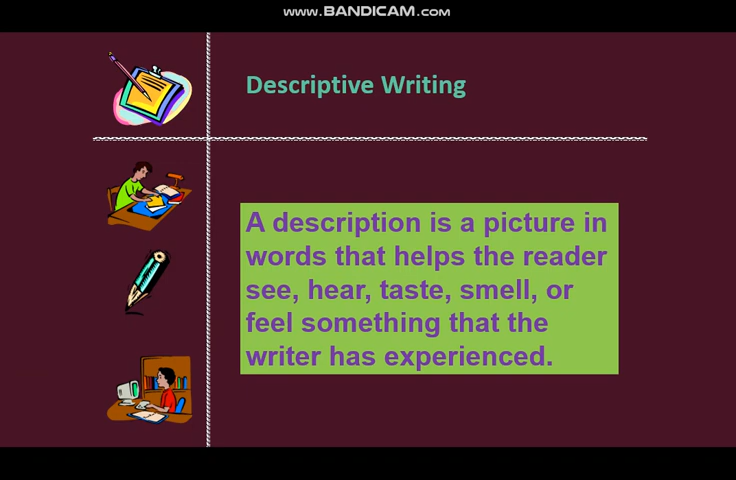 www.BANDICAM.com
Descriptive Writing
A description is a picture in
words that helps the reader
see, hear, taste, smell, or
feel something that the
writer has experienced.